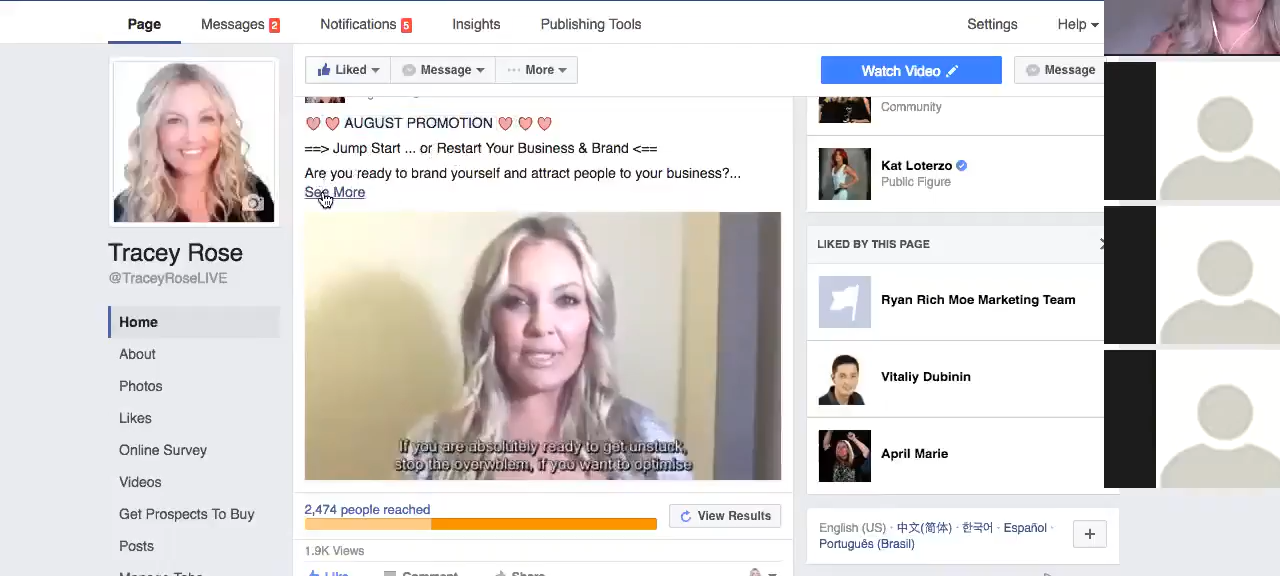 Page
Messages 2
Notifications 5
Insights
Publishing Tools
Settings
Help
Liked
Message
More
Watch Video
Message
Tracey Rose
@TraceyRoseLIVE
Home
About
Photos
Likes
Online Survey
Videos
Get Prospects To Buy
Posts
AUGUST PROMOTION
==> Jump Start ... or Restart Your Business & Brand <==
Are you ready to brand yourself and attract people to your business?...
See More
If you are absolutely ready to get unstuck,
stop the overwhlem, if you want to optimise
2,474 people reached
View Results
1.9K Views
Like
Comment
Share
Community
Kat Loterzo
Public Figure
LIKED BY THIS PAGE
Ryan Rich Moe Marketing Team
Vitaliy Dubinin
April Marie
English (US) · 中文(简体) · 한국어 · Español ·
Português (Brasil)